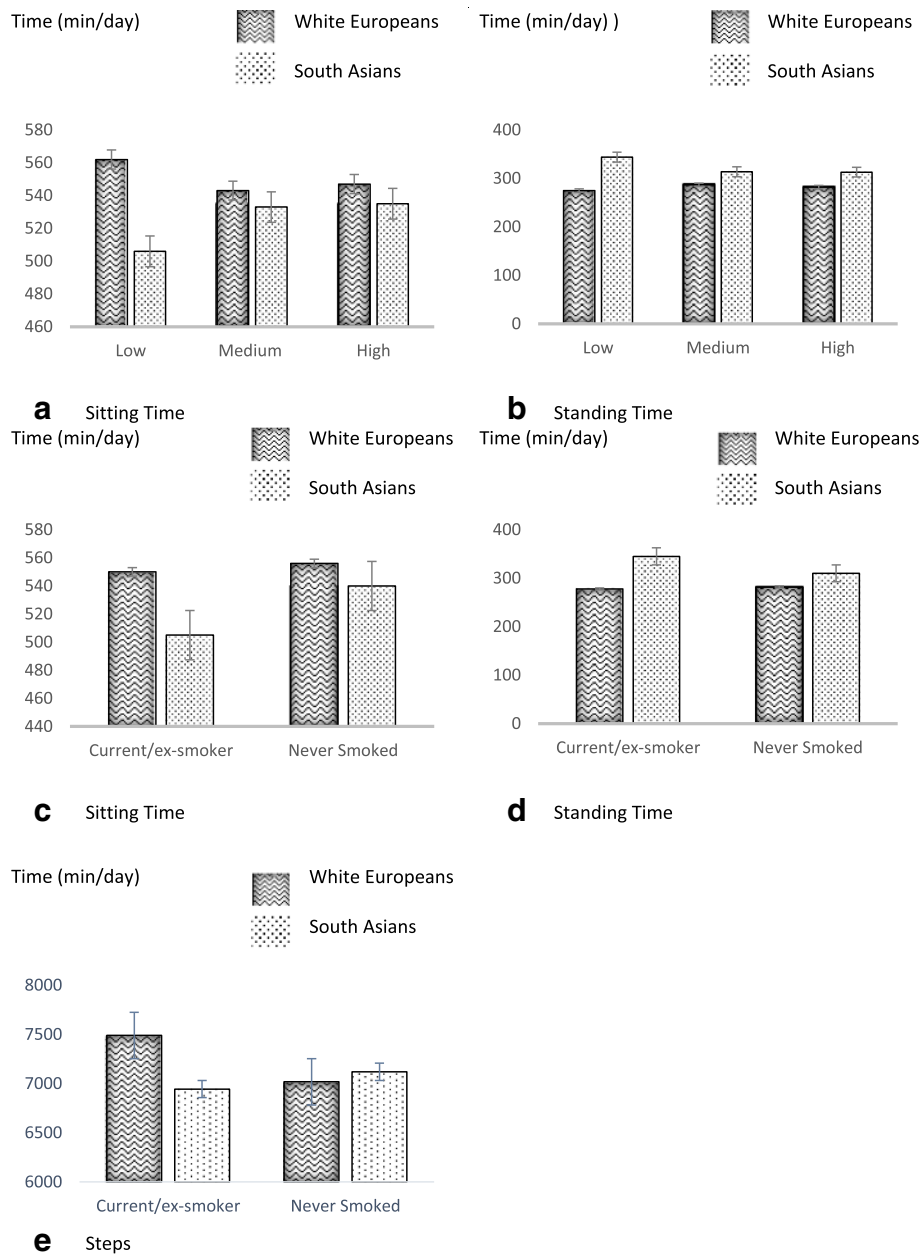 Time (min/day)
White Europeans
South Asians
580
560
540
520
500
480
460
Low Medium High
a Sitting Time
Time (min/day) )
White Europeans
South Asians
400
300
200
100
0
Low Medium High
b Standing Time
Time (min/day)
White Europeans
South Asians
580
560
540
520
500
480
460
440
Current/ex-smoker Never Smoked
c Sitting Time
Time (min/day)
White Europeans
South Asians
400
300
200
100
0
Current/ex-smoker Never Smoked
d Standing Time
Time (min/day)
White Europeans
South Asians
8000
7500
7000
6500
6000
Current/ex-smoker Never Smoked
e Steps